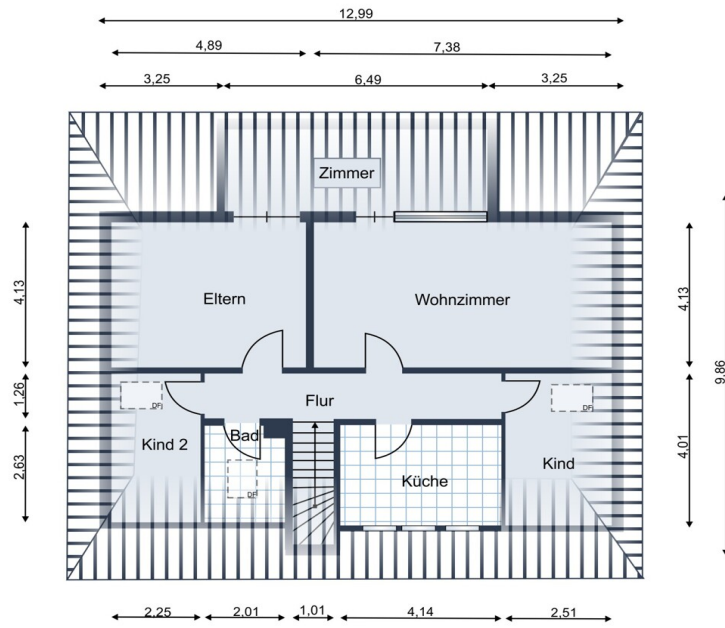 12,99
4,89
7,38
3,25
6,49
3,25
Zimmer
4,13
Eltern
Wohnzimmer
4,13
9,86
1,26
DF
Flur
DF
2,63
Kind 2
Bad
DF
Küche
Kind
4,01
2,25
2,01
1,01
4,14
2,51